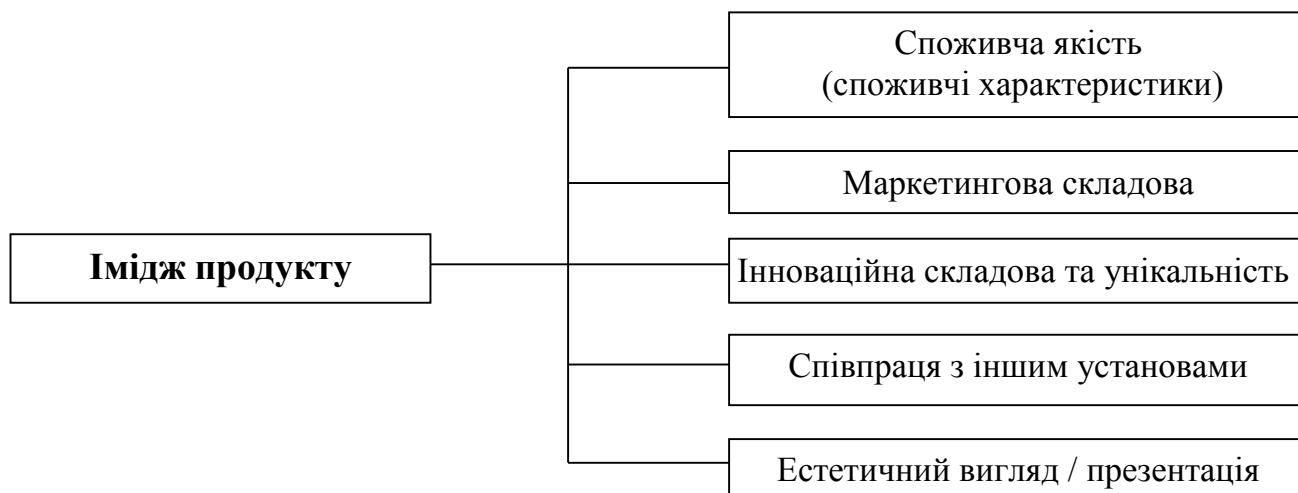 Споживча якість
(споживчі характеристики)
Маркетингова складова
Імідж продукту
Інноваційна складова та унікальність
Співпраця з іншим установами
Естетичний вигляд / презентація